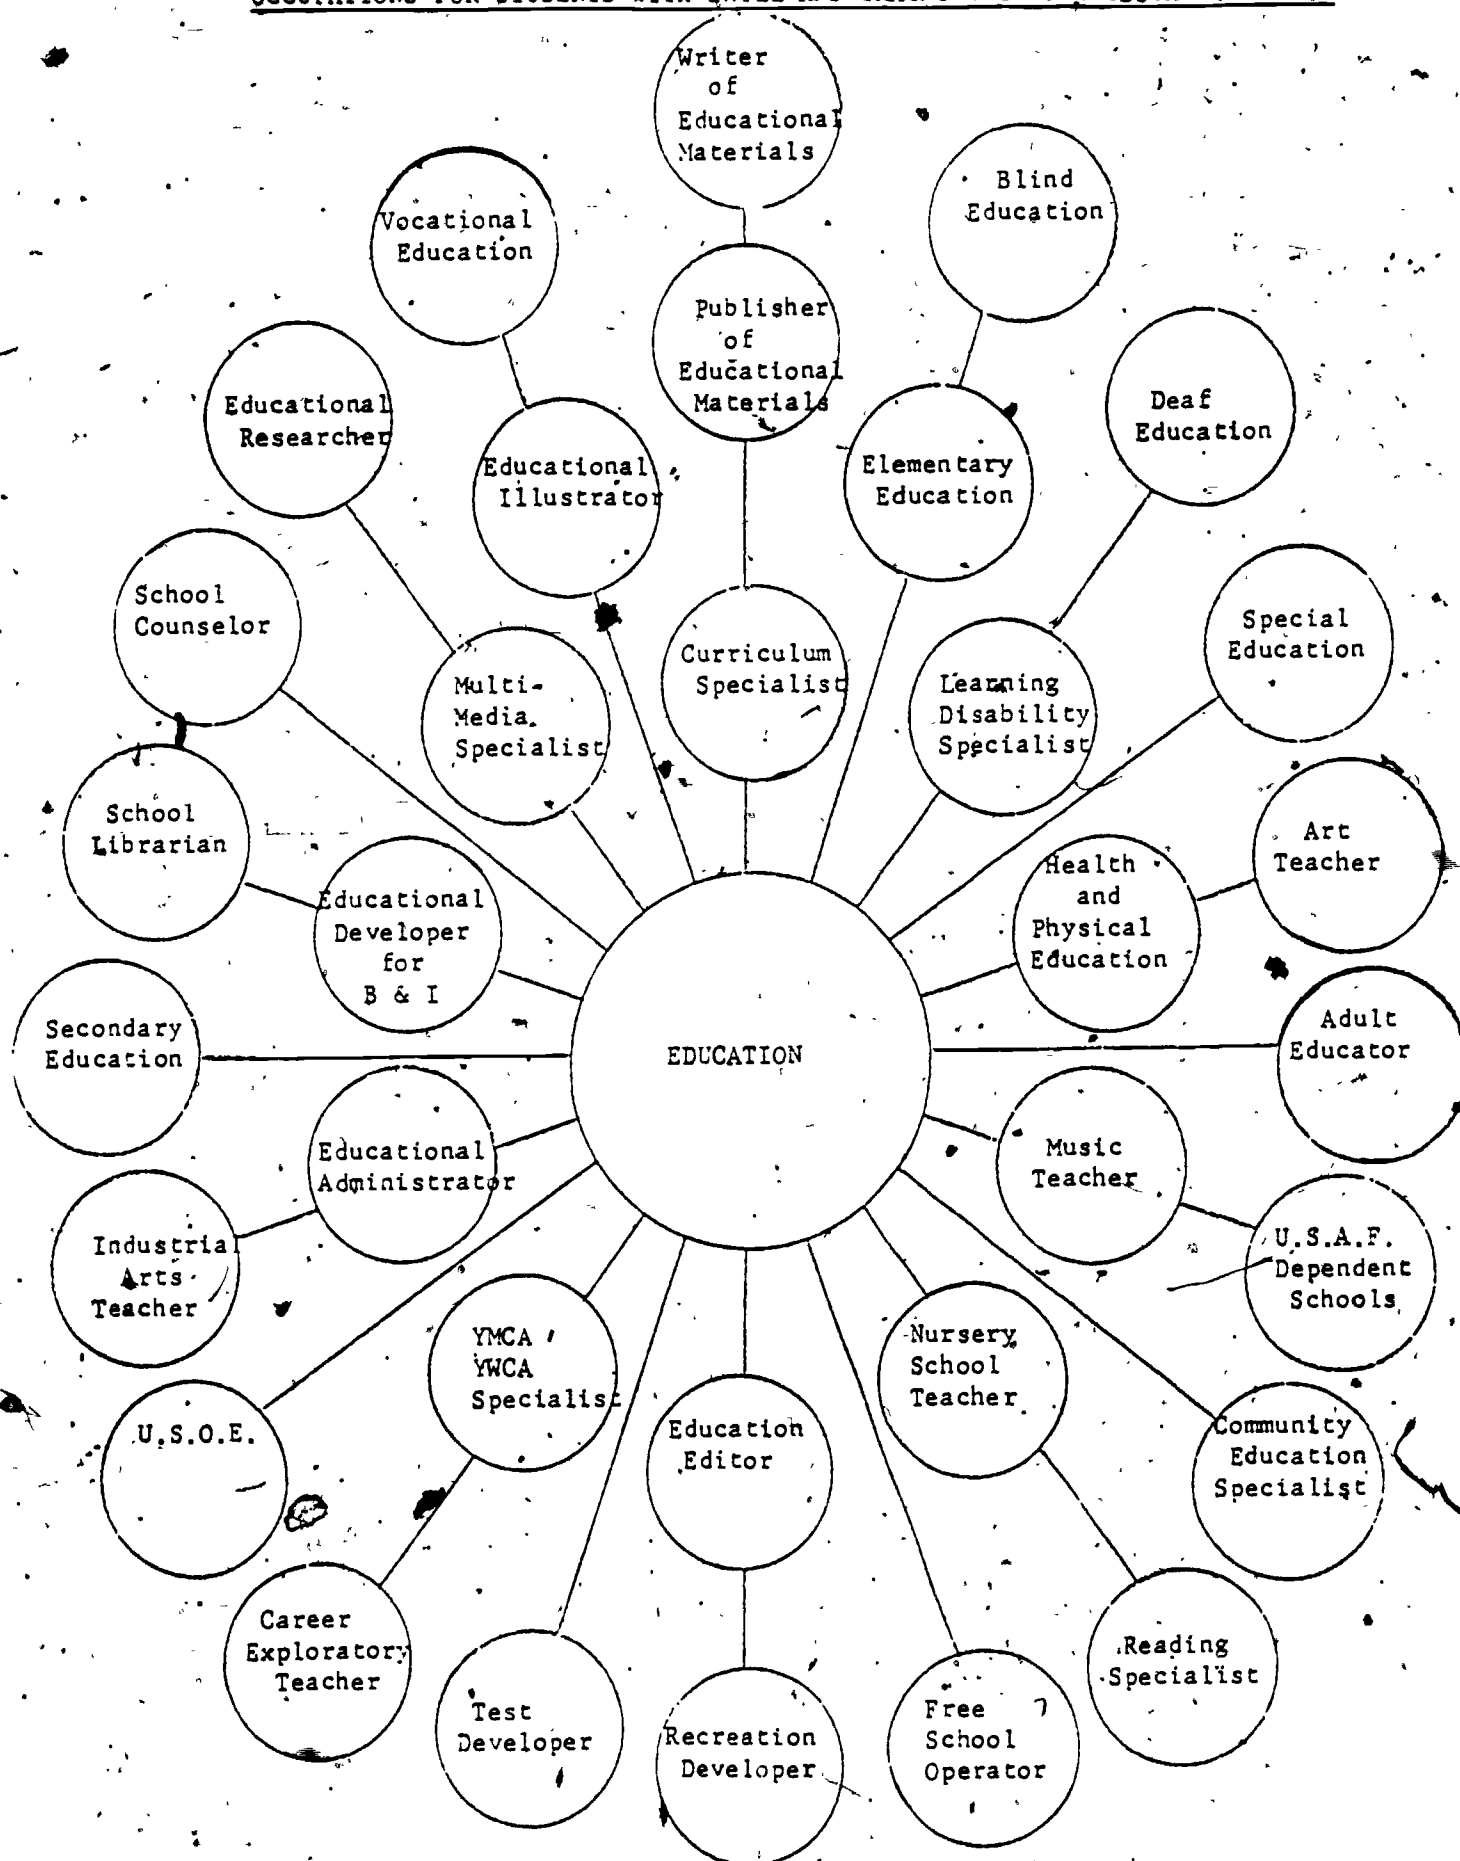 OCCUPATIONS FOR STUDENTS WITH
Writer
of
Educational
Materials
Blind
Education
Vocational
Education
Publisher
of
Educational
Materials
Educational
Researcher
Deaf
Education
Educational
Illustrator
Elementary
Education
School
Counselor
Special
Education
Curriculum
Specialist
Multi-
Media
Specialist
Learning
Disability
Specialist
School
Librarian
Art
Teacher
Educational
Developer
for
B & I
Health
and
Physical
Education
Secondary
Education
EDUCATION
Adult
Educator
Educational
Administrator
Music
Teacher
Industrial
Arts
Teacher
U.S.A.F.
Dependent
Schools
YMCA
YWCA
Specialist
Nursery
School
Teacher
U.S.O.E.
Education
Editor
Community
Education
Specialist
Career
Exploratory
Teacher
Reading
Specialist
Test
Developer
Recreation
Developer
Free
School
Operator